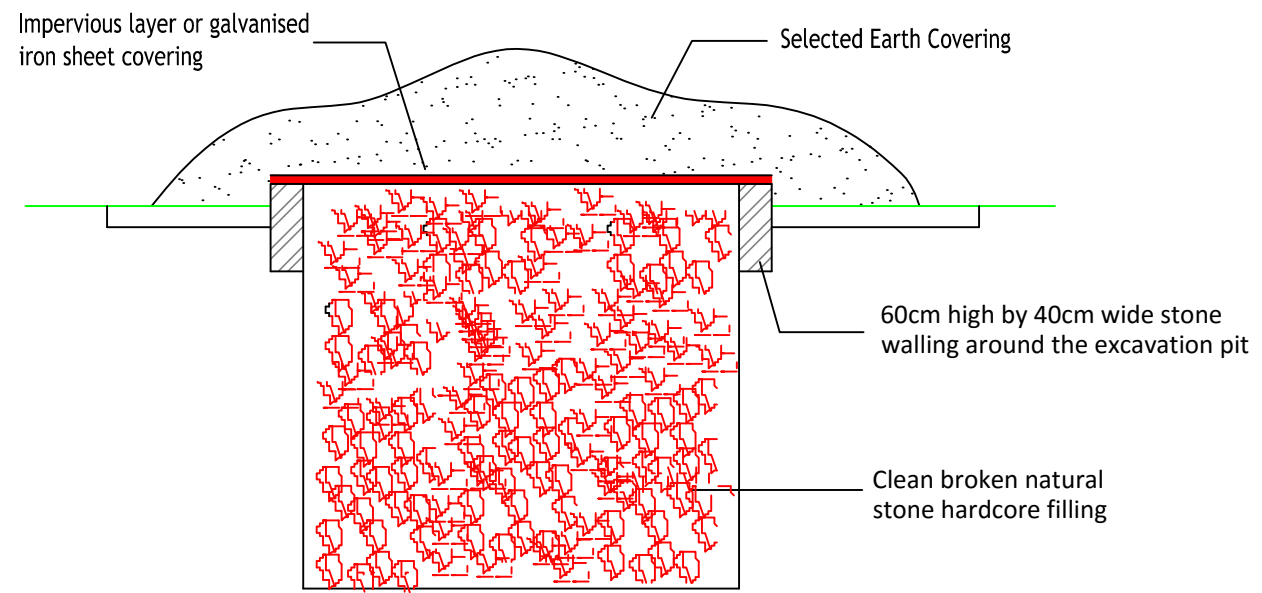 Impervious layer or galvanised
iron sheet covering
Selected Earth Covering
60cm high by 40cm wide stone
walling around the excavation pit
Clean broken natural
stone hardcore filling